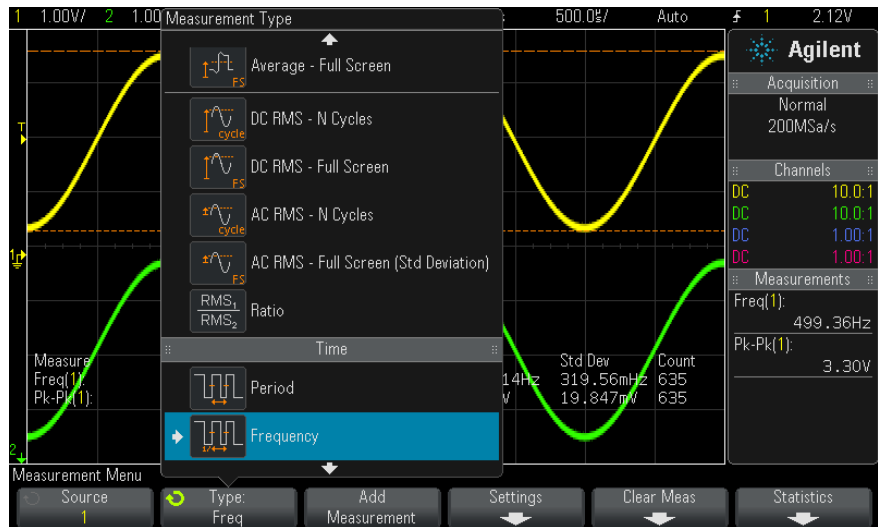 1 1.00V/ 2 1.00 500.0㎲/ Auto 1 2.12V
Measurement Type
Average - Full Screen
FS
DC RMS - N Cycles
cycle
DC RMS - Full Screen
FS
AC RMS - N Cycles
cycle
AC RMS - Full Screen (Std Deviation)
FS
RMS1
RMS2
Ratio
Time
Period
Frequency
1/
T
1
2
Measure Std Dev Count
Freq(1): 14Hz 319.56mHz 635
Pk-Pk(1): V 19.847mV 635
Agilent
Acquisition
Normal
200MSa/s
Channels
DC 10.0:1
DC 10.0:1
DC 1.00:1
DC 1.00:1
Measurements
Freq(1):
499.36Hz
Pk-Pk(1):
3.30V
Measurement Menu
Source
1
Type:
Freq
Add
Measurement
Settings
Clear Meas
Statistics